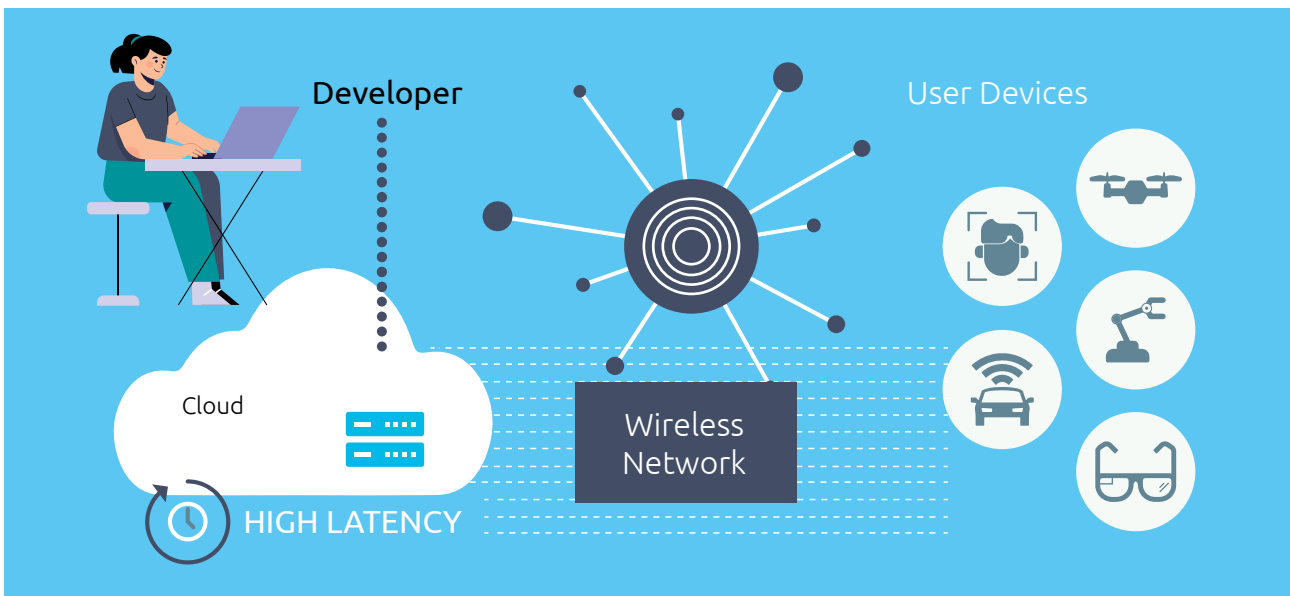 Developer
User Devices
Cloud
Wireless
Network
HIGH LATENCY